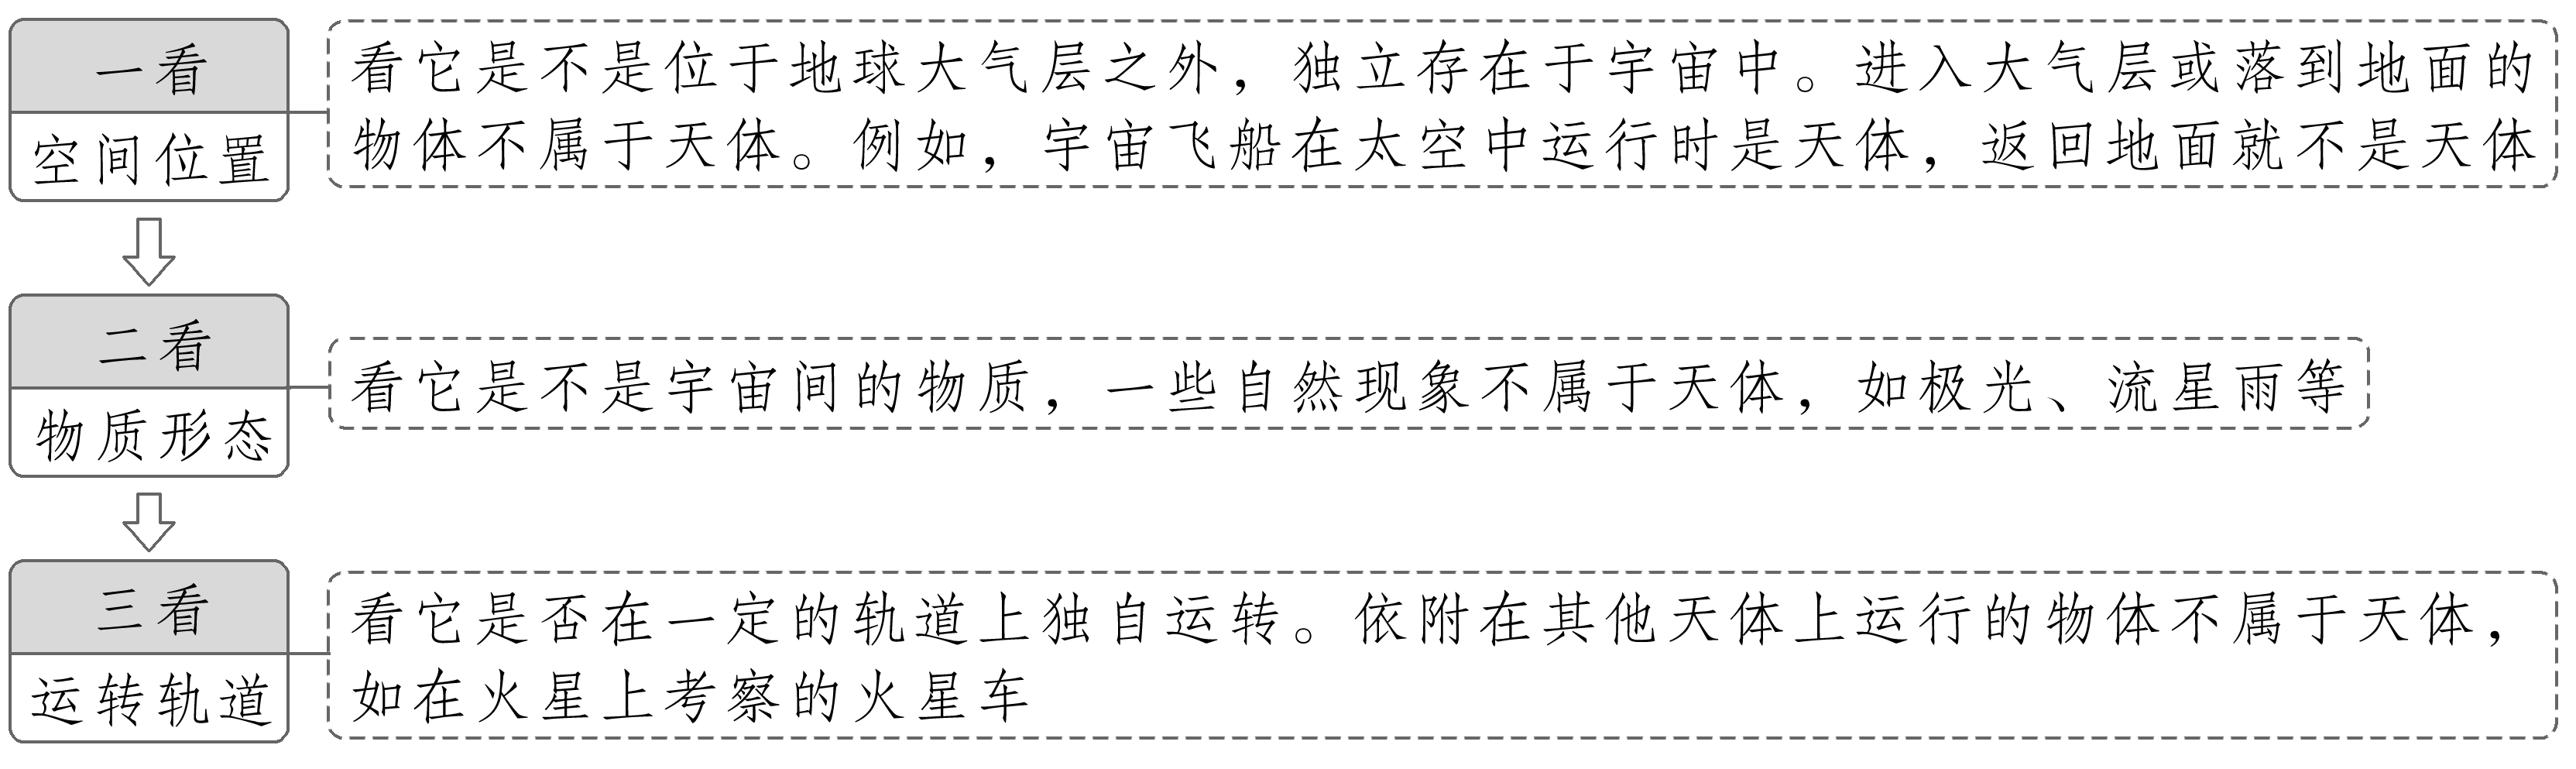 一看
空间位置
看它是不是位于地球大气层之外，独立存在于宇宙中。进入大气层或落到地面的
物体不属于天体。例如，宇宙飞船在太空中运行时是天体，返回地面就不是天体
二看
物质形态
看它是不是宇宙间的物质，一些自然现象不属于天体，如极光、流星雨等
三看
运转轨道
看它是否在一定的轨道上独自运转。依附在其他天体上运行的物体不属于天体，
如在火星上考察的火星车